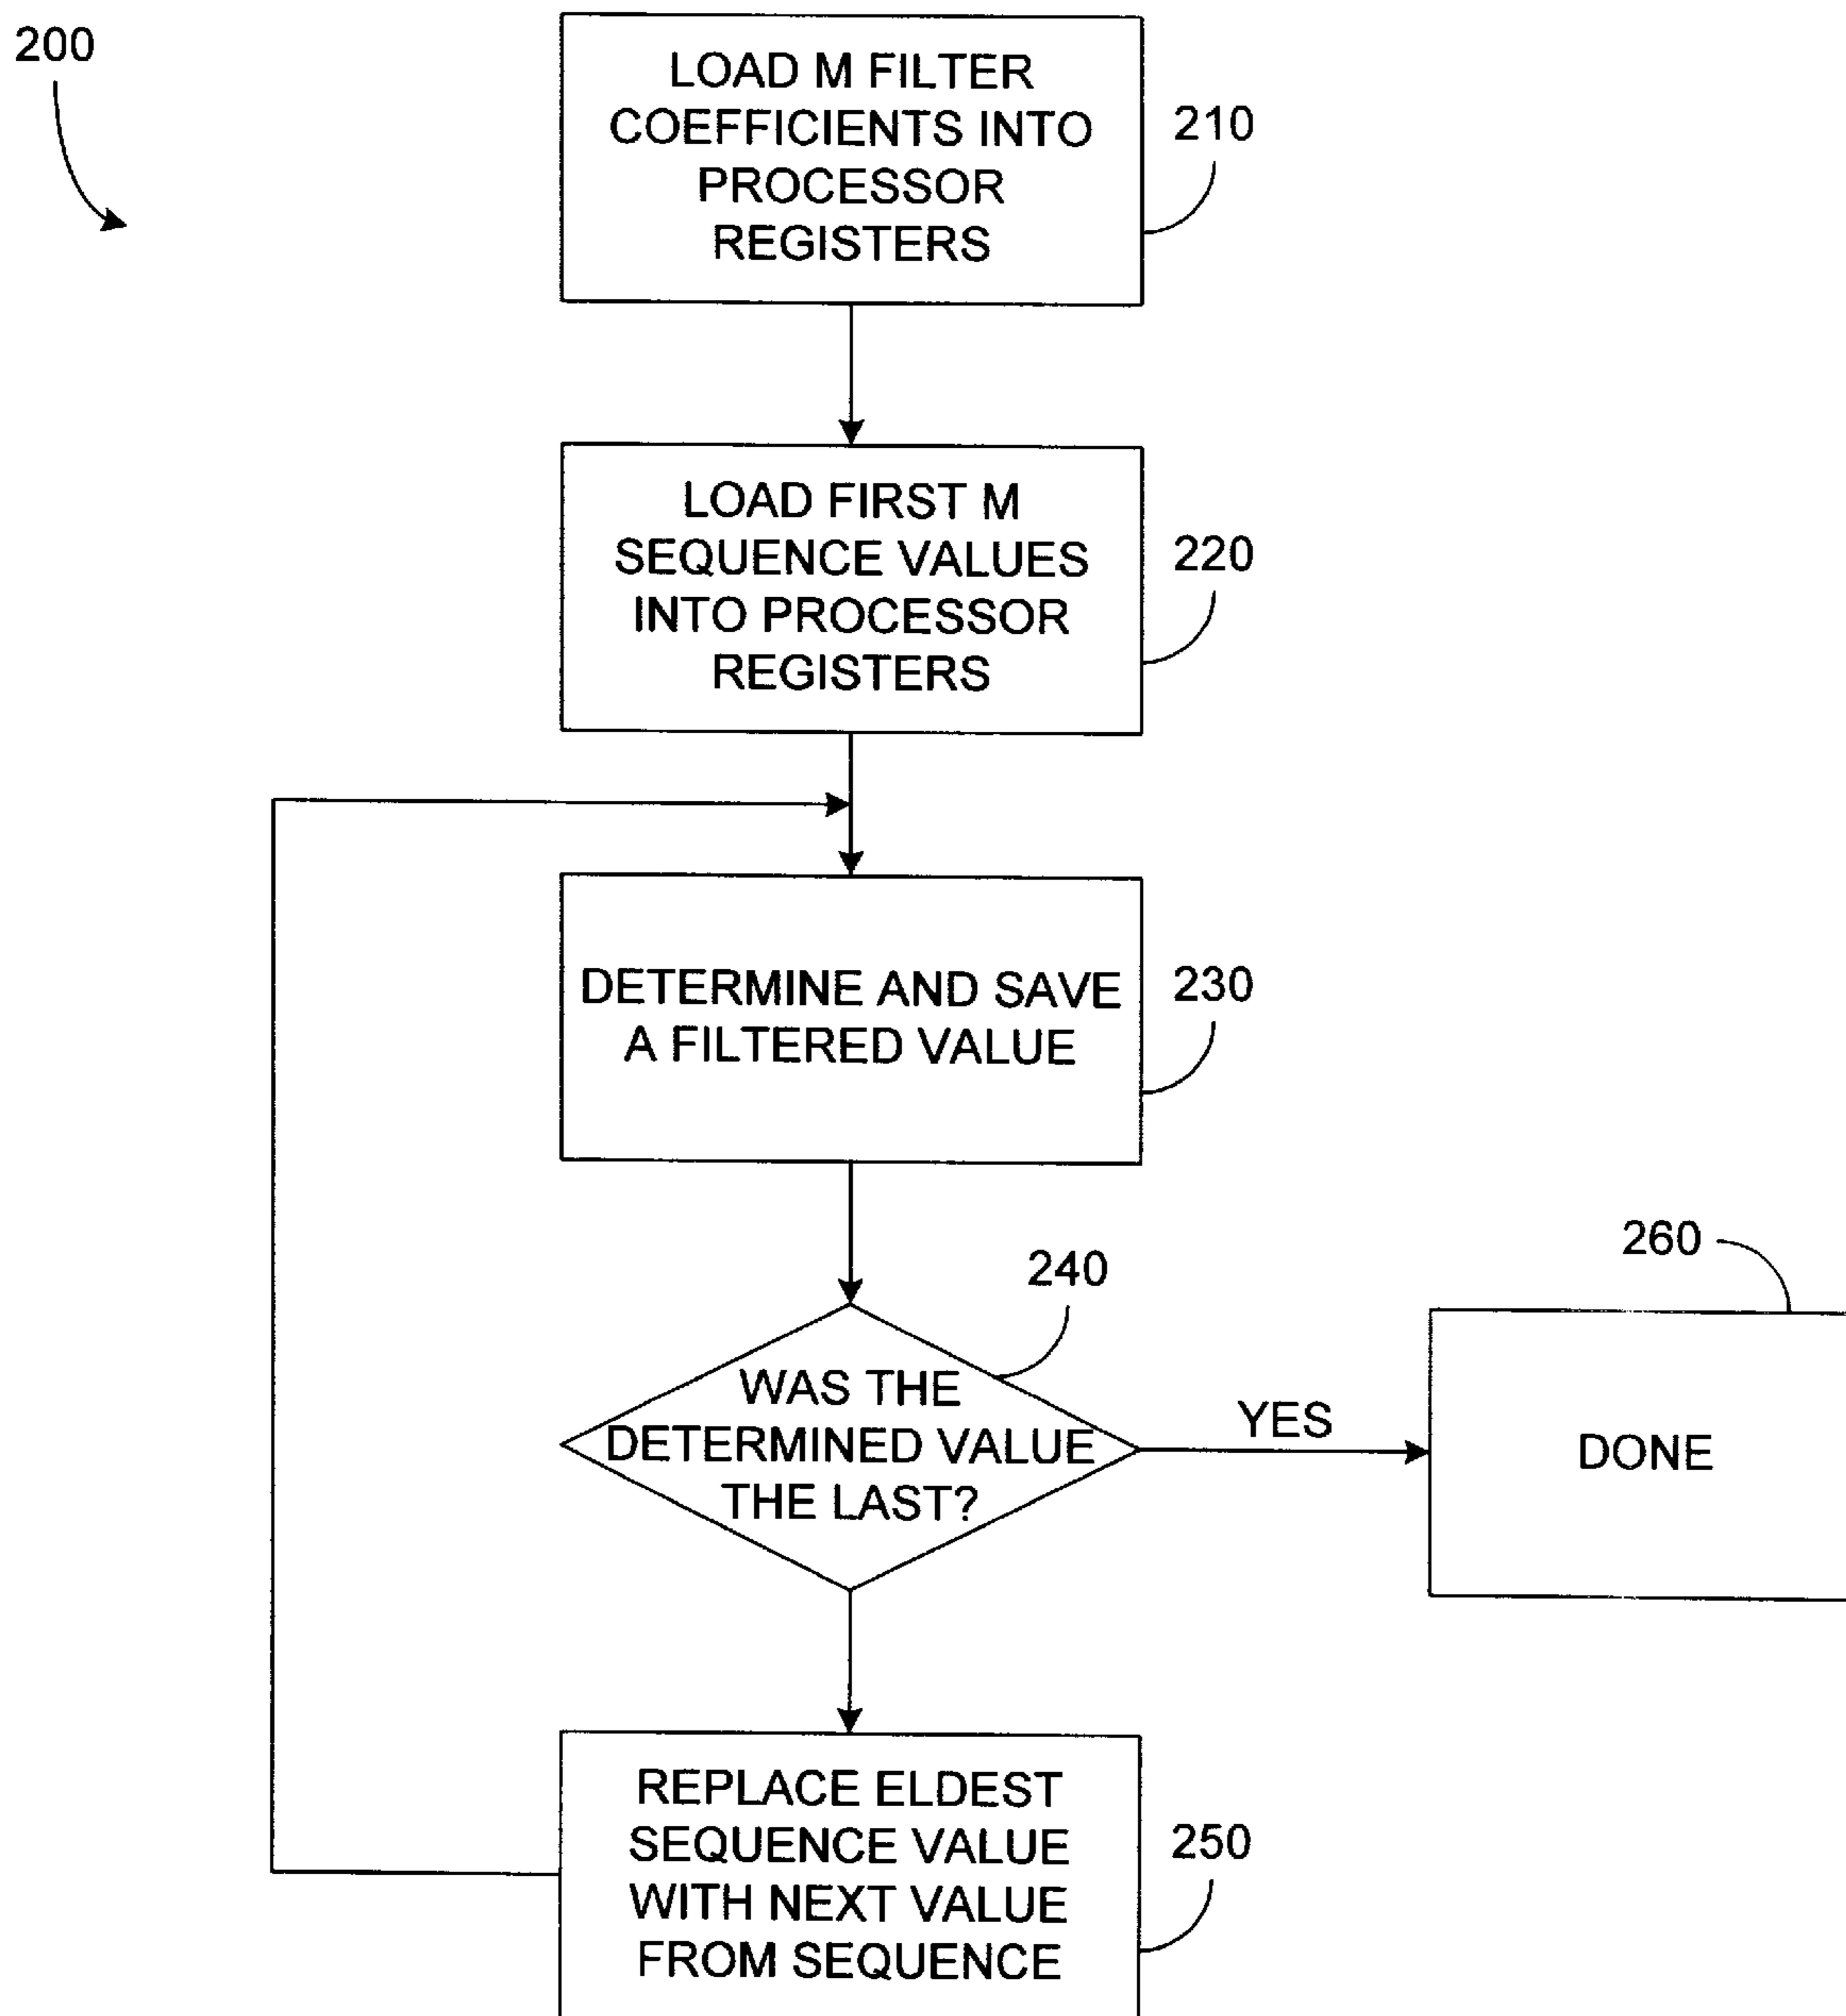 200
LOAD M FILTER
COEFFICIENTS INTO
PROCESSOR
REGISTERS
210
LOAD FIRST M
SEQUENCE VALUES
INTO PROCESSOR
REGISTERS
220
DETERMINE AND SAVE
A FILTERED VALUE
230
WAS THE
DETERMINED VALUE
THE LAST?
240
YES
DONE
260
REPLACE ELDEST
SEQUENCE VALUE
WITH NEXT VALUE
FROM SEQUENCE
250